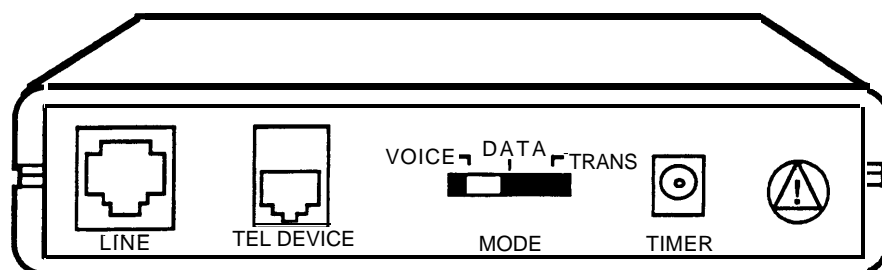 VOICE DATA TRANS
LINE TEL DEVICE MODE TIMER
!